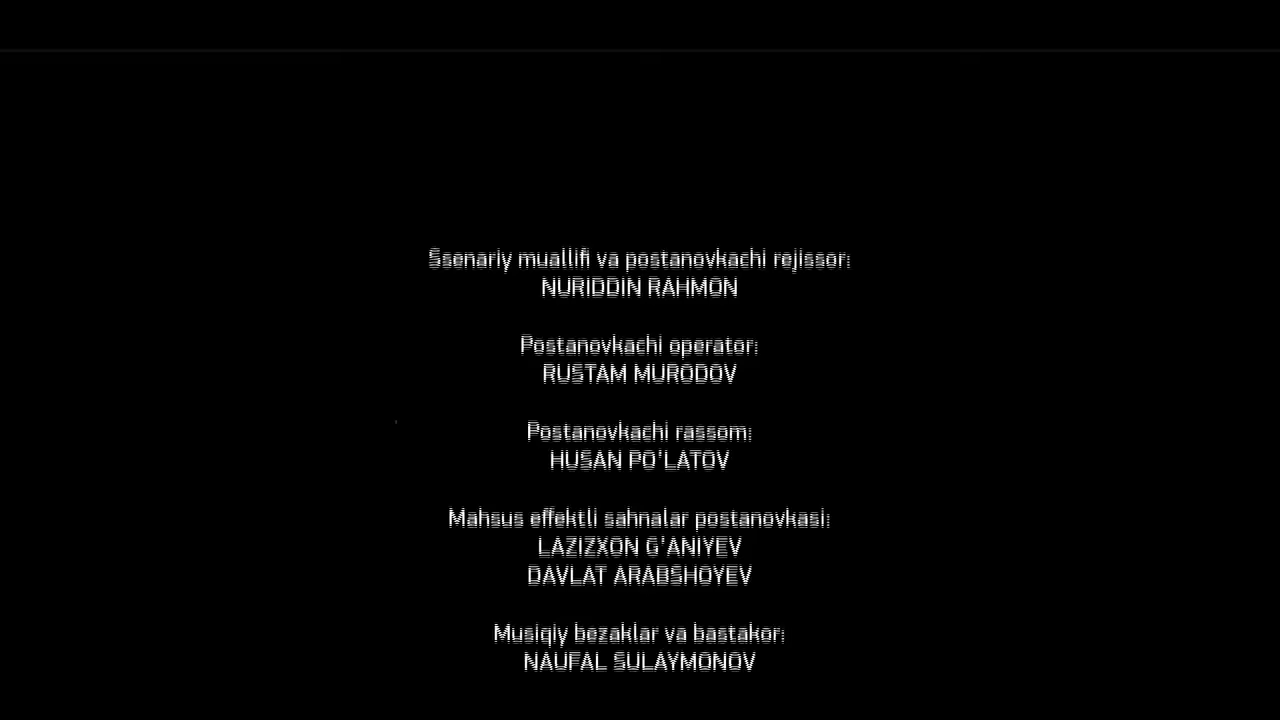 Ssenariy muallifi va postanovkachi rejissor:
NURIDDIN RAHMON
Postanovkachi operator:
RUSTAM MURODOV
Postanovkachi rassom:
HUSAN PO'LATOV
Mahsus effektli sahnalar postanovkasi:
LAZIZXON G'ANIYEV
DAVLAT ARABSHOYEV
Musiqiy bezaklar va bastakor:
NAUFAL SULAYMONOV